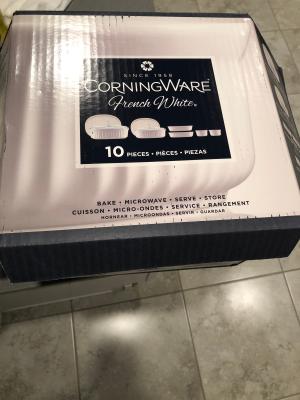 SINCE 1958
CORNINGWARE®
French White®
10 PIECES • PIÈCES • PIEZAS
BAKE • MICROWAVE • SERVE • STORE
CUISSON • MICRO-ONDES • SERVICE • RANGEMENT
HORNEAR • MICROONDAS • SERVIR • GUARDAR